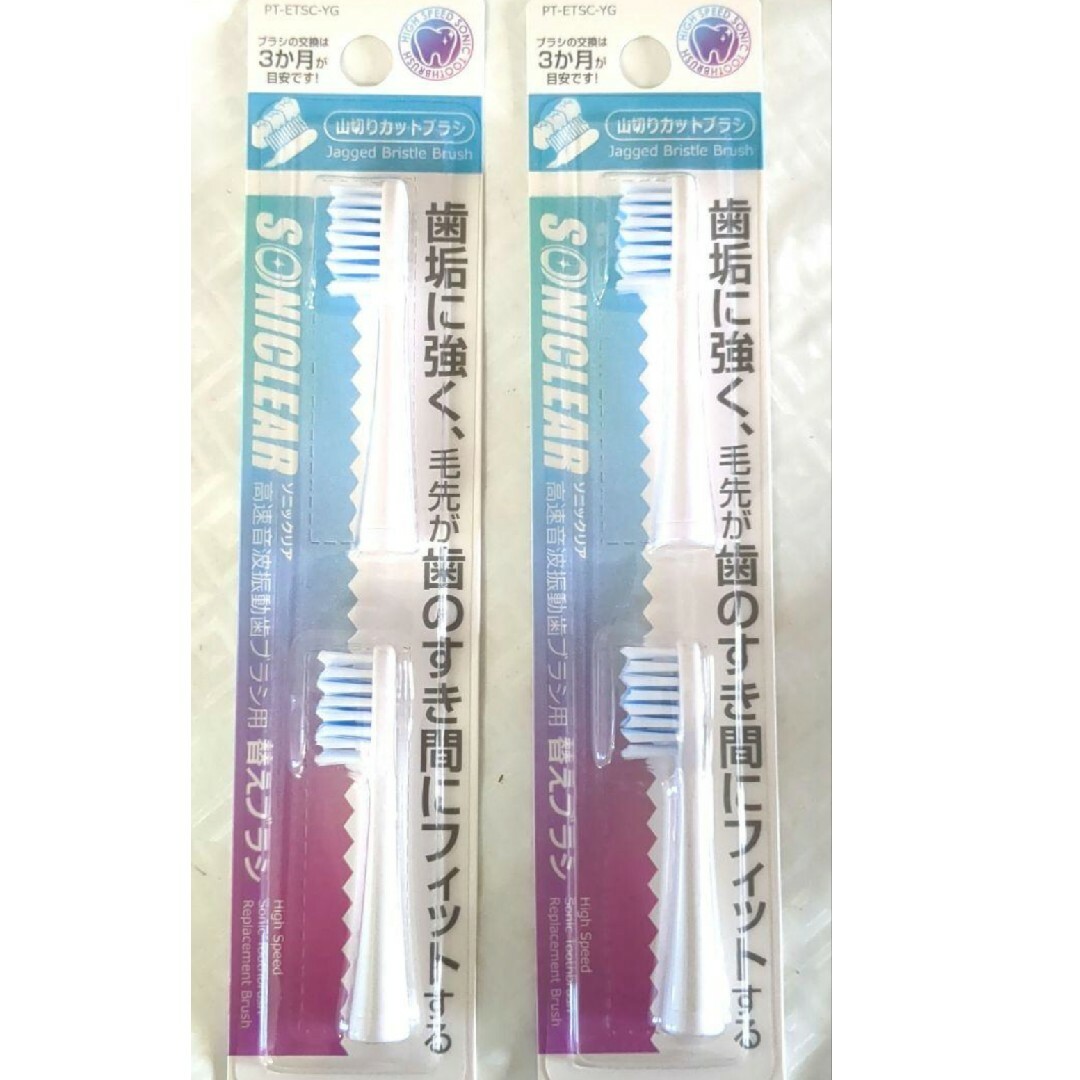 PT-ETSC-YG
ブラシの交換は
3か月が
目安です!
HIGH SPEED SONIC TOOTHBRUSH
山切りカットブラシ
Jagged Bristle Brush
歯垢に強く、毛先が歯のすき間にフィットする
SONICLEAR
ソニックリア
高速音波振動歯ブラシ用 替えブラシ
High Speed
Sonic Toothbrush
Replacement Brush
PT-ETSC-YG
ブラシの交換は
3か月が
目安です!
HIGH SPEED SONIC TOOTHBRUSH
山切りカットブラシ
Jagged Bristle Brush
歯垢に強く、毛先が歯のすき間にフィットする
SONICLEAR
ソニックリア
高速音波振動歯ブラシ用 替えブラシ
High Speed
Sonic Toothbrush
Replacement Brush